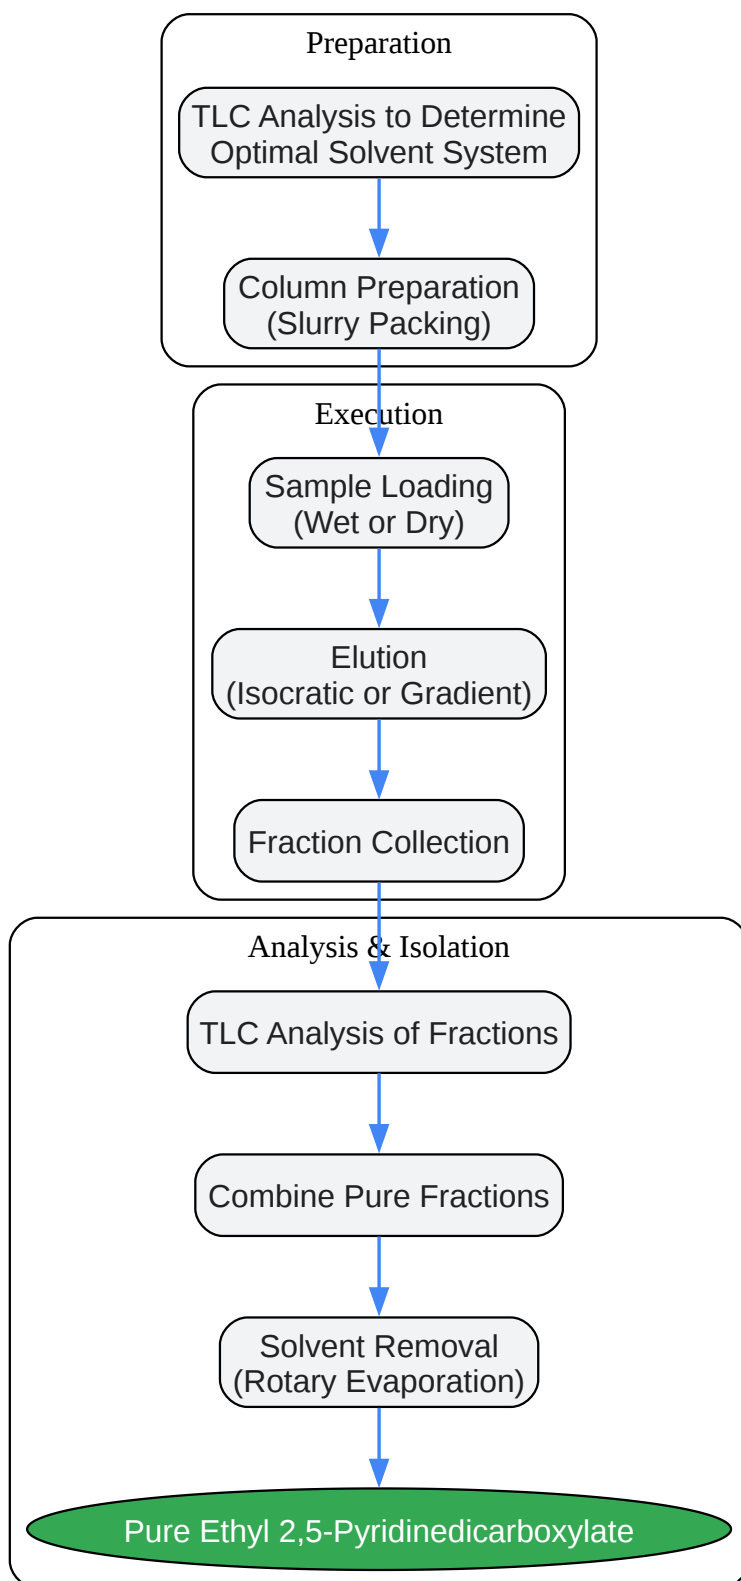 Preparation
TLC Analysis to Determine
Optimal Solvent System
Column Preparation
(Slurry Packing)
Execution
Sample Loading
(Wet or Dry)
Elution
(Isocratic or Gradient)
Fraction Collection
Analysis & Isolation
TLC Analysis of Fractions
Combine Pure Fractions
Solvent Removal
(Rotary Evaporation)
Pure Ethyl 2,5-Pyridinedicarboxylate